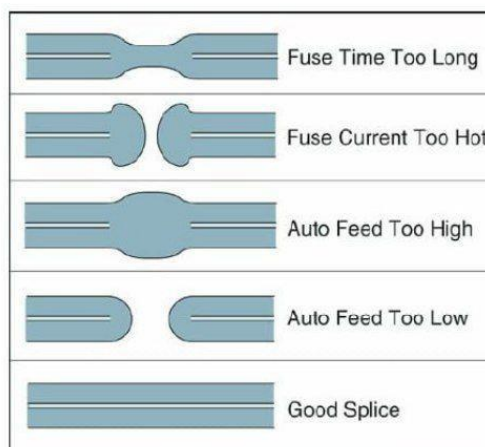 Fuse Time Too Long
Fuse Current Too Hot
Auto Feed Too High
Auto Feed Too Low
Good Splice